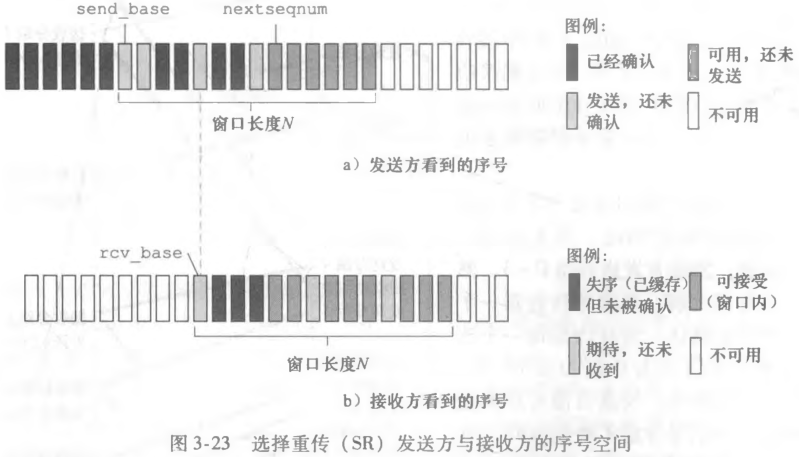 send_base nextseqnum
图例:
已经确认
可用，还未
发送
发送，还未
确认
不可用
窗口长度N
a）发送方看到的序号
rcv_base
图例:
失序（已缓存）
但未被确认
可接受
（窗口内）
期待，还未
收到
不可用
窗口长度N
b）接收方看到的序号
图 3-23 选择重传（SR）发送方与接收方的序号空间